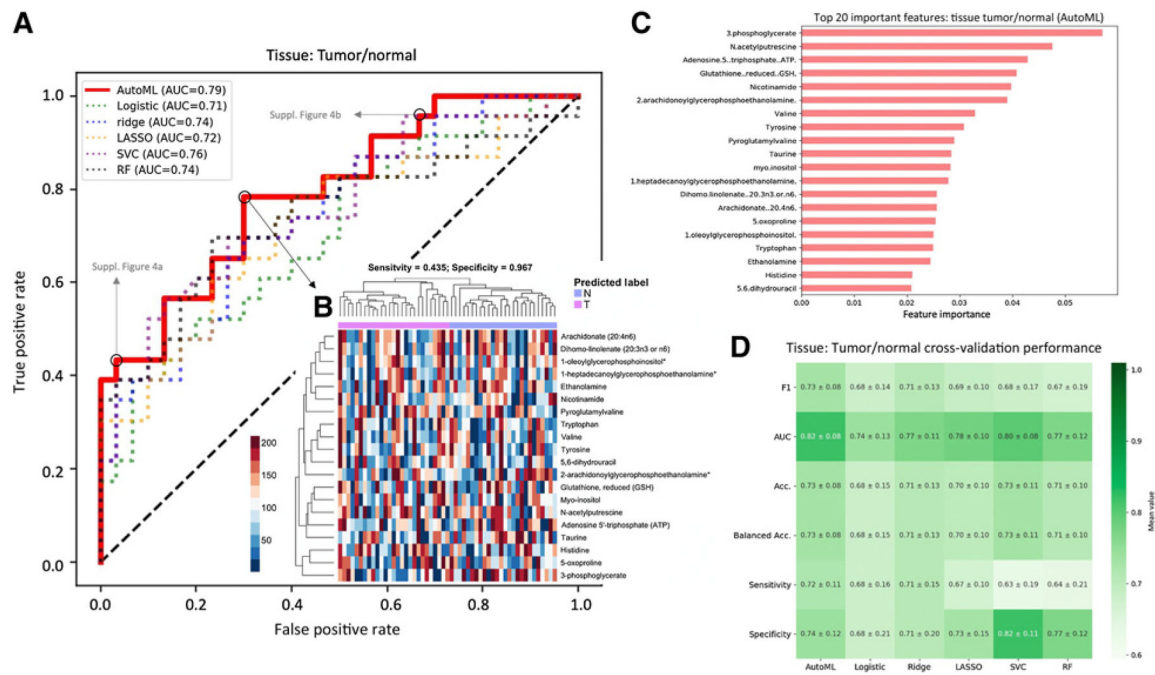 A
Tissue: Tumor/normal
AutoML (AUC=0.79)
Logistic (AUC=0.71)
ridge (AUC=0.74)
LASSO (AUC=0.72)
SVC (AUC=0.76)
RF (AUC=0.74)
Suppl. Figure 4b
Suppl. Figure 4a
True positive rate
1.0
0.8
0.6
0.4
0.2
0.0
0.0
0.2
0.4
0.6
0.8
1.0
False positive rate
B
Sensitvity = 0.435; Specificity = 0.967
Predicted label
N
T
Arachidonate (20:4n6)
Dihomo-linolenate (20:3n3 or n6)
1-oleoylglycerophosphoinositol*
1-heptadecanoylglycerophosphoethanolamine*
Ethanolamine
Nicotinamide
Pyroglutamylvaline
Tryptophan
Valine
Tyrosine
5,6-dihydrouracil
2-arachidonoylglycerophosphoethanolamine*
Glutathione, reduced (GSH)
Myo-inositol
N-acetylputrescine
Adenosine 5'-triphosphate (ATP)
Taurine
Histidine
5-oxoproline
3-phosphoglycerate
200
150
100
50
C
Top 20 important features: tissue tumor/normal (AutoML)
3.phosphoglycerate
N.acetylputrescine
Adenosine.5..triphosphate..ATP.
Glutathione..reduced..GSH.
Nicotinamide
2.arachidonoylglycerophosphoethanolamine.
Valine
Tyrosine
Pyroglutamylvaline
Taurine
myo.inositol
1.heptadecanoylglycerophosphoethanolamine.
Dihomo.linolenate..20.3n3.or.n6.
Arachidonate..20.4n6.
5.oxoproline
1.oleoylglycerophosphoinositol.
Tryptophan
Ethanolamine
Histidine
5.6.dihydrouracil
0.00
0.01
0.02
0.03
0.04
0.05
Feature importance
D
Tissue: Tumor/normal cross-validation performance
F1
0.73 ± 0.08
0.68 ± 0.14
0.71 ± 0.13
0.69 ± 0.10
0.68 ± 0.17
0.67 ± 0.19
AUC
0.82 ± 0.08
0.74 ± 0.13
0.77 ± 0.11
0.78 ± 0.10
0.80 ± 0.08
0.77 ± 0.12
Acc.
0.73 ± 0.08
0.68 ± 0.15
0.71 ± 0.13
0.70 ± 0.10
0.73 ± 0.11
0.71 ± 0.10
Balanced Acc.
0.73 ± 0.08
0.68 ± 0.15
0.71 ± 0.13
0.70 ± 0.10
0.73 ± 0.11
0.71 ± 0.10
Sensitivity
0.72 ± 0.11
0.68 ± 0.16
0.71 ± 0.15
0.67 ± 0.10
0.63 ± 0.19
0.64 ± 0.21
Specificity
0.74 ± 0.12
0.68 ± 0.21
0.71 ± 0.20
0.73 ± 0.15
0.82 ± 0.11
0.77 ± 0.12
AutoML
Logistic
Ridge
LASSO
SVC
RF
1.0
0.9
0.8
0.7
0.6
Mean value